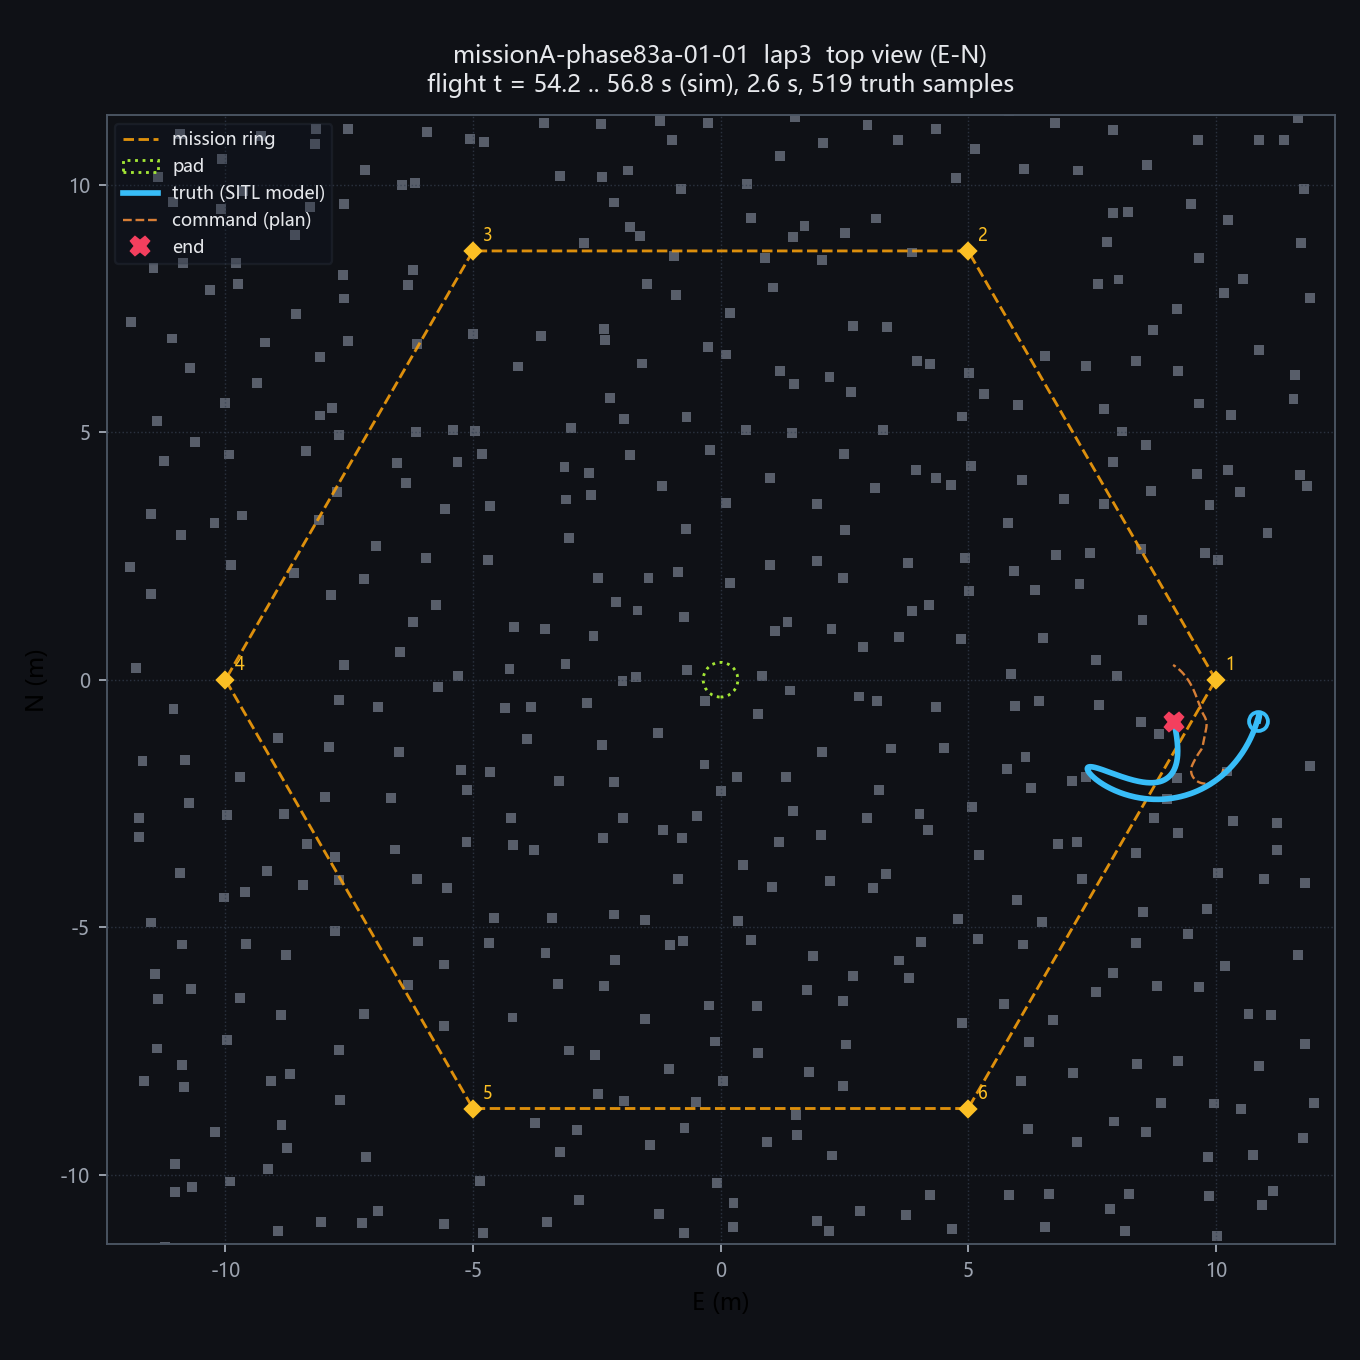 missionA-phase83a-01-01  lap3  top view (E-N)
flight t = 54.2 .. 56.8 s (sim), 2.6 s, 519 truth samples
mission ring
pad
truth (SITL model)
command (plan)
end
10
5
0
-5
-10
N (m)
3
2
4
1
5
6
-10
-5
0
5
10
E (m)